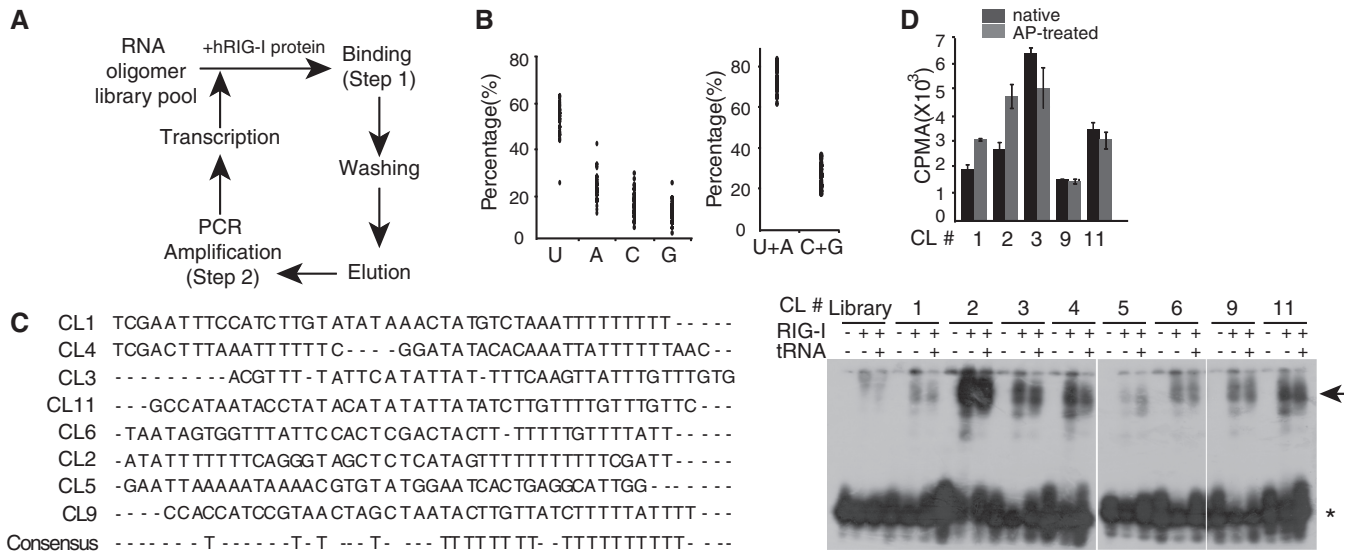 A
RNA
oligomer
library pool
+hRIG-I protein
Binding
(Step 1)
Washing
Elution
PCR
Amplification
(Step 2)
Transcription
B
Percentage(%)
80
60
40
20
0
U A C G
Percentage(%)
80
60
40
20
0
U+A C+G
D
native
AP-treated
CPMA(X10³)
7
6
5
4
3
2
1
0
CL # 1 2 3 9 11
C
CL1 TCGAATTTCCATCTTGTATATAAACTATGTCTAAATTTTTTTTT-----
CL4 TCGACTTTAAATTTTTTC----GGATATACACAAATTATTTTTTAAC--
CL3 ---------ACGTTT-TATTCATATTAT-TTTCAAGTTATTTGTTTGTG
CL11 ---GCCATAATACCTATACATATATTATATCTTGTTTTGTTTGTTC---
CL6 -TAATAGTGGTTTATTCCACTCGACTACTT-TTTTTGTTTTATT-----
CL2 -ATATTTTTTTCAGGGTAGCTCTCATAGTTTTTTTTTTTCGATT-----
CL5 -GAATTAAAAATAAAACGTGTATGGAATCACTGAGGCATTGG-------
CL9 ----CCACCATCCGTAACTAGCTAATACTTGTTATCTTTTTATTTT---
Consensus -------T------T-T--- --T--- ---TTTTTTTT--TTTTTTTTTT-----
CL # Library 1 2 3 4 5 6 9 11
RIG-I - + + - + + - + + - + + - + + - + + - + + - + + - + +
tRNA - - + - - + - - + - - + - - + - - + - - + - - + - - +
*